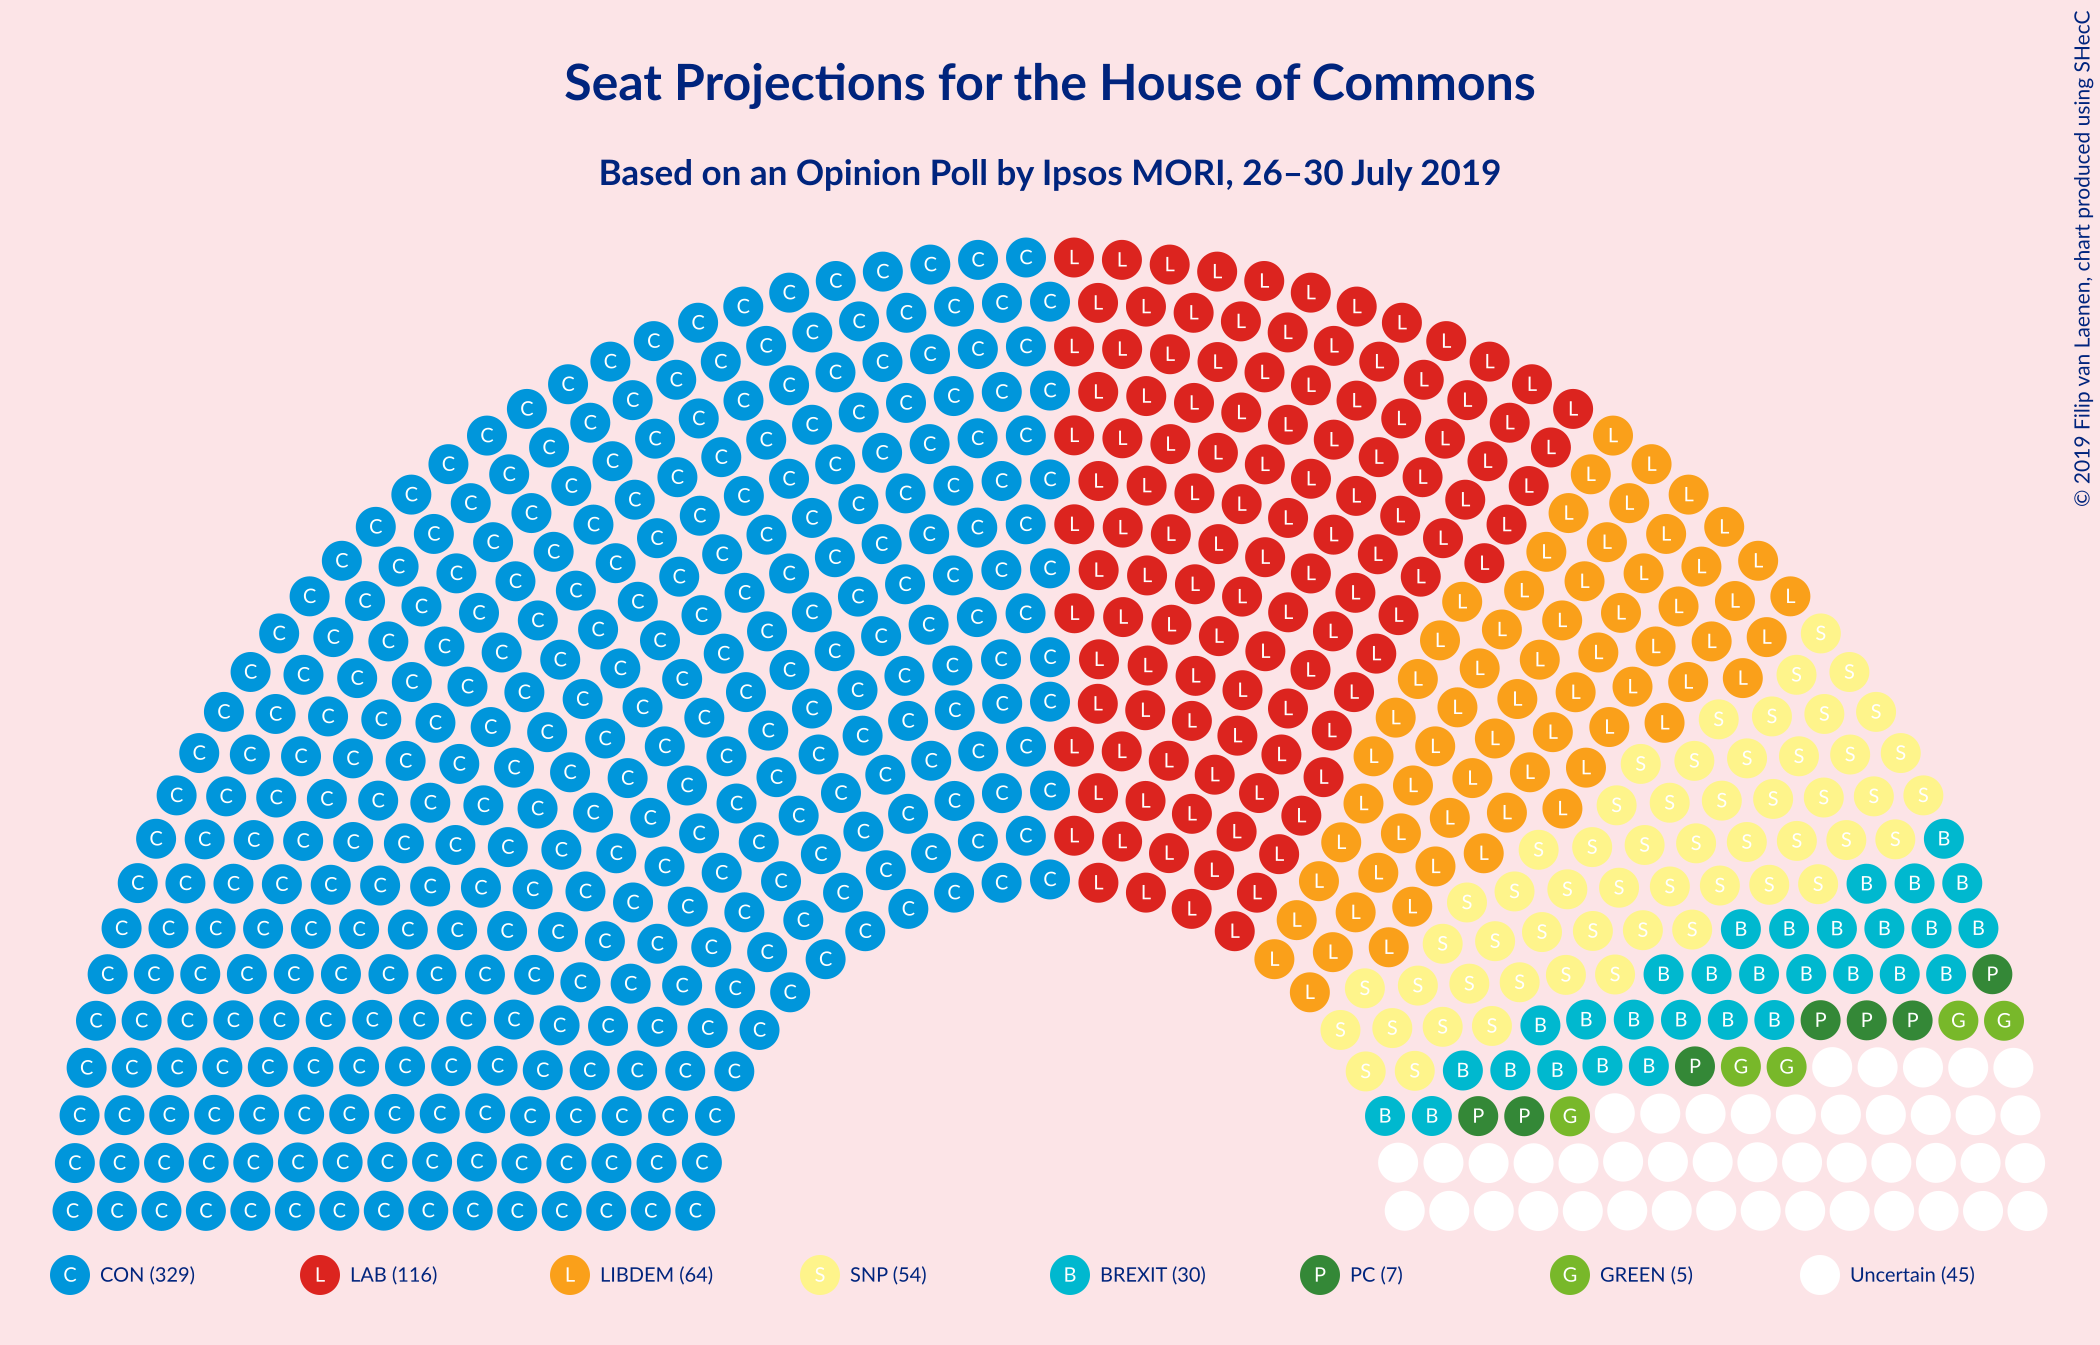 Seat Projections for the House of Commons
Based on an Opinion Poll by Ipsos MORI, 26–30 July 2019
© 2019 Filip van Laenen, chart produced using SHecC
C CON (329)
L LAB (116)
L LIBDEM (64)
S SNP (54)
B BREXIT (30)
P PC (7)
G GREEN (5)
Uncertain (45)